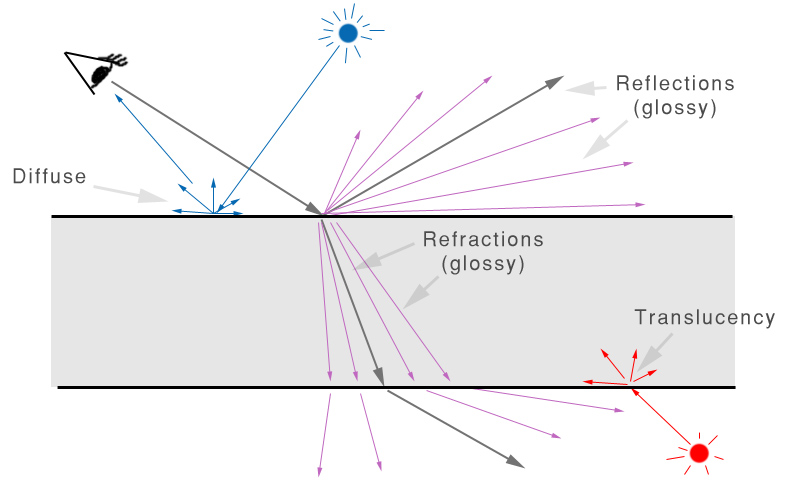 Reflections
(glossy)
Diffuse
Refractions
(glossy)
Translucency